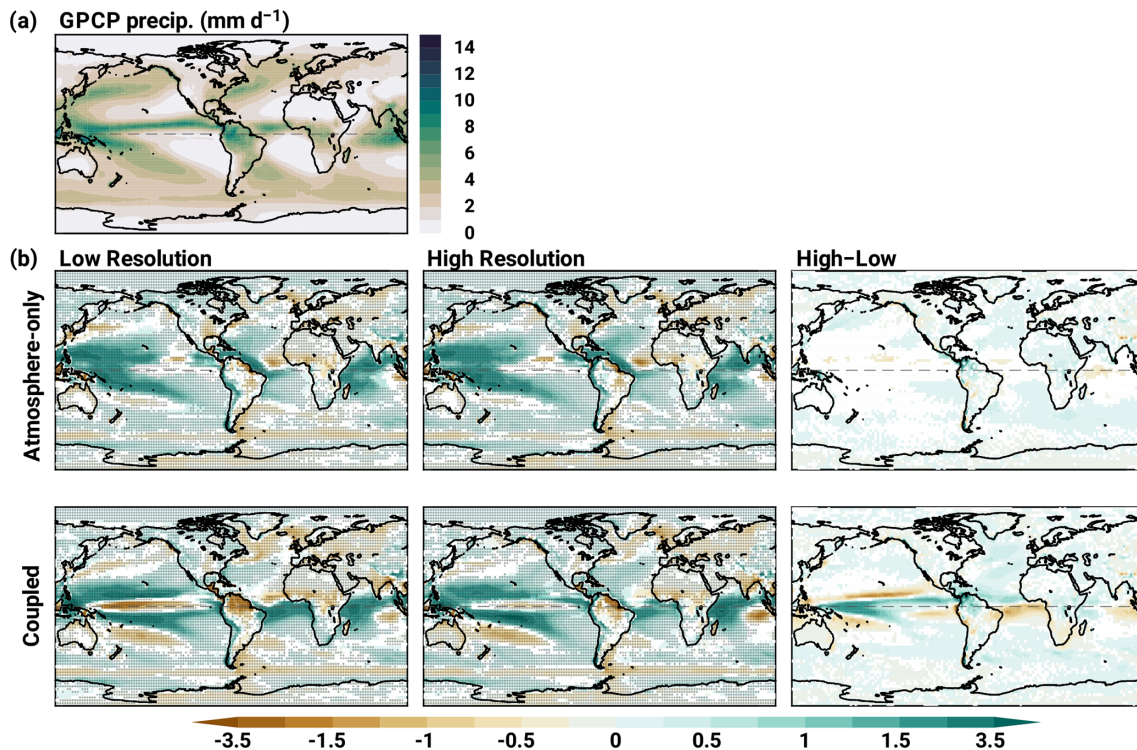 (a) GPCP precip. (mm d⁻¹)
14
12
10
8
6
4
2
0
(b) Low Resolution High Resolution High–Low
Atmosphere-only
Coupled
-3.5 -1.5 -1 -0.5 0 0.5 1 1.5 3.5